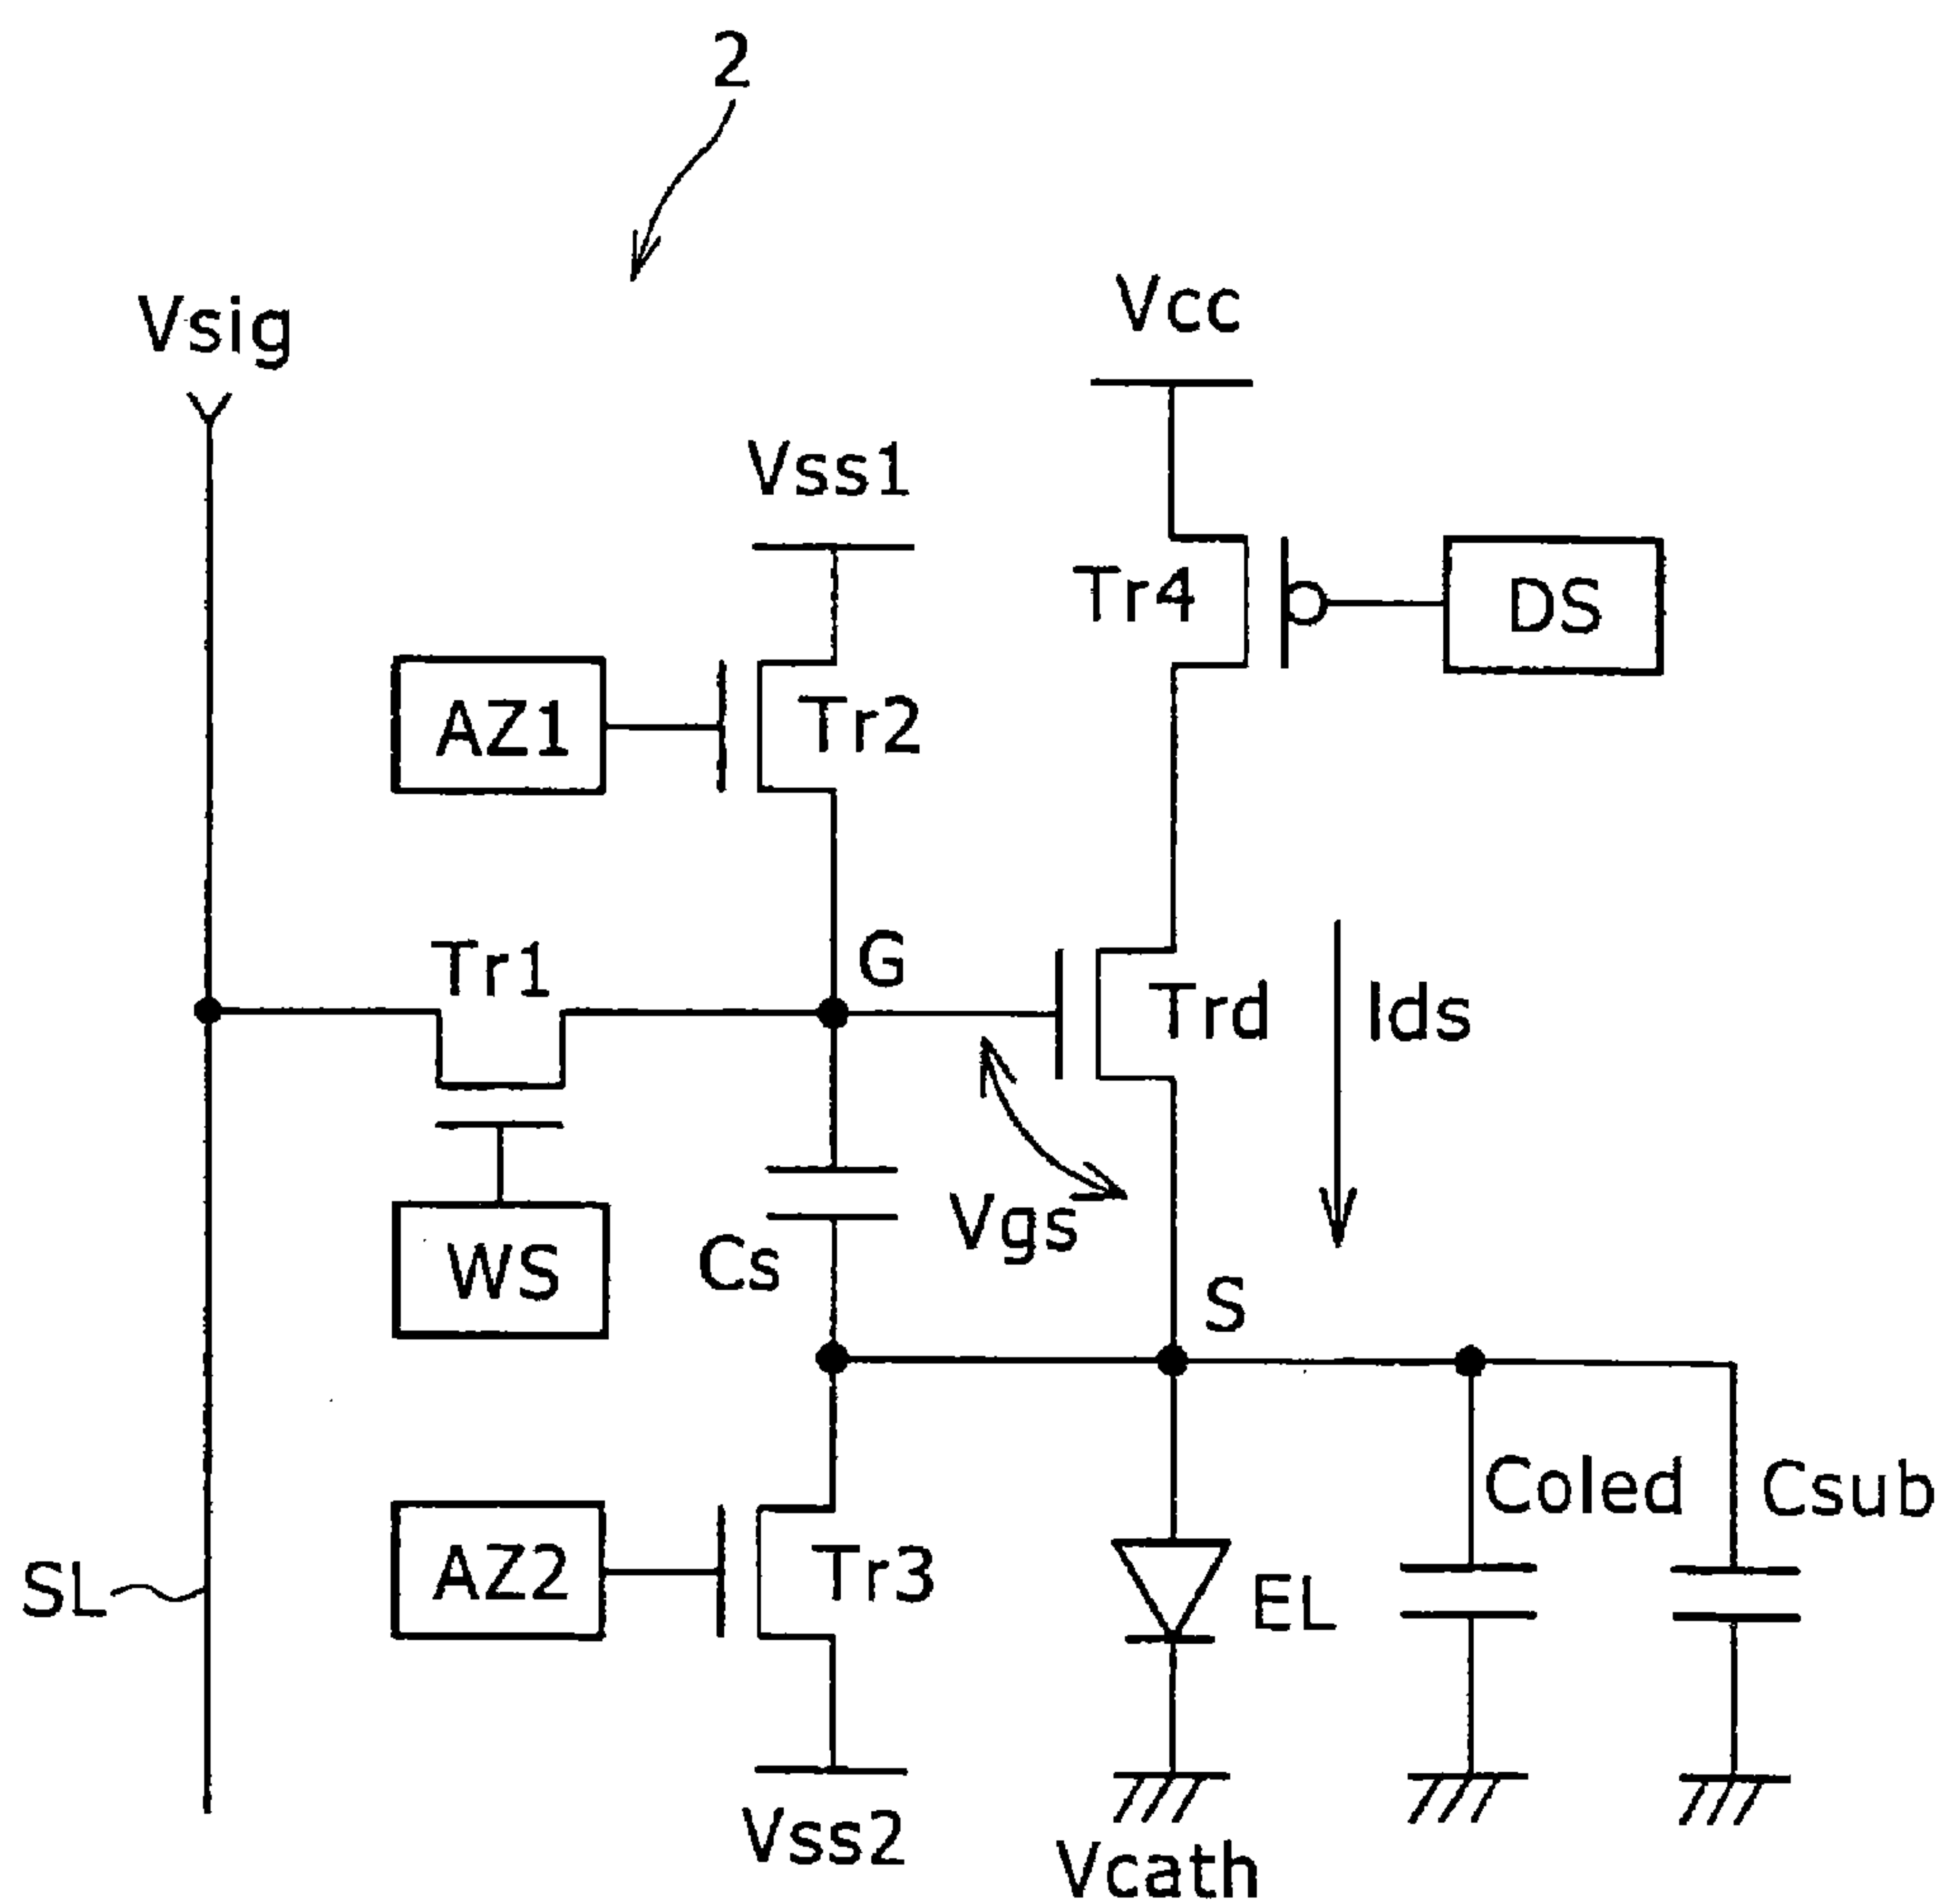 2
Vsig
Vcc
Vss1
Tr4
DS
AZ1
Tr2
Tr1
G
Trd
Ids
WS
Cs
Vgs
S
Coled
Csub
SL
AZ2
Tr3
EL
Vss2
Vcath